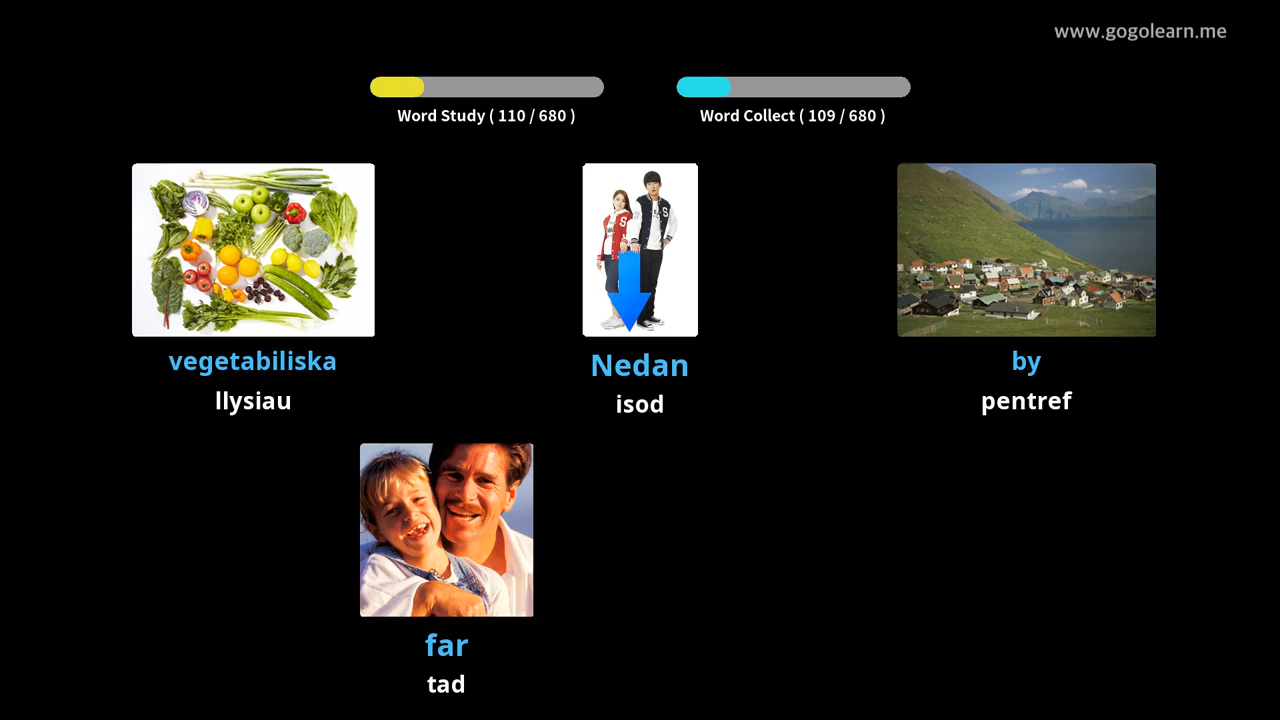 www.gogolearn.me
Word Study ( 110 / 680 )
Word Collect ( 109 / 680 )
vegetabiliska
llysiau
Nedan
isod
by
pentref
far
tad